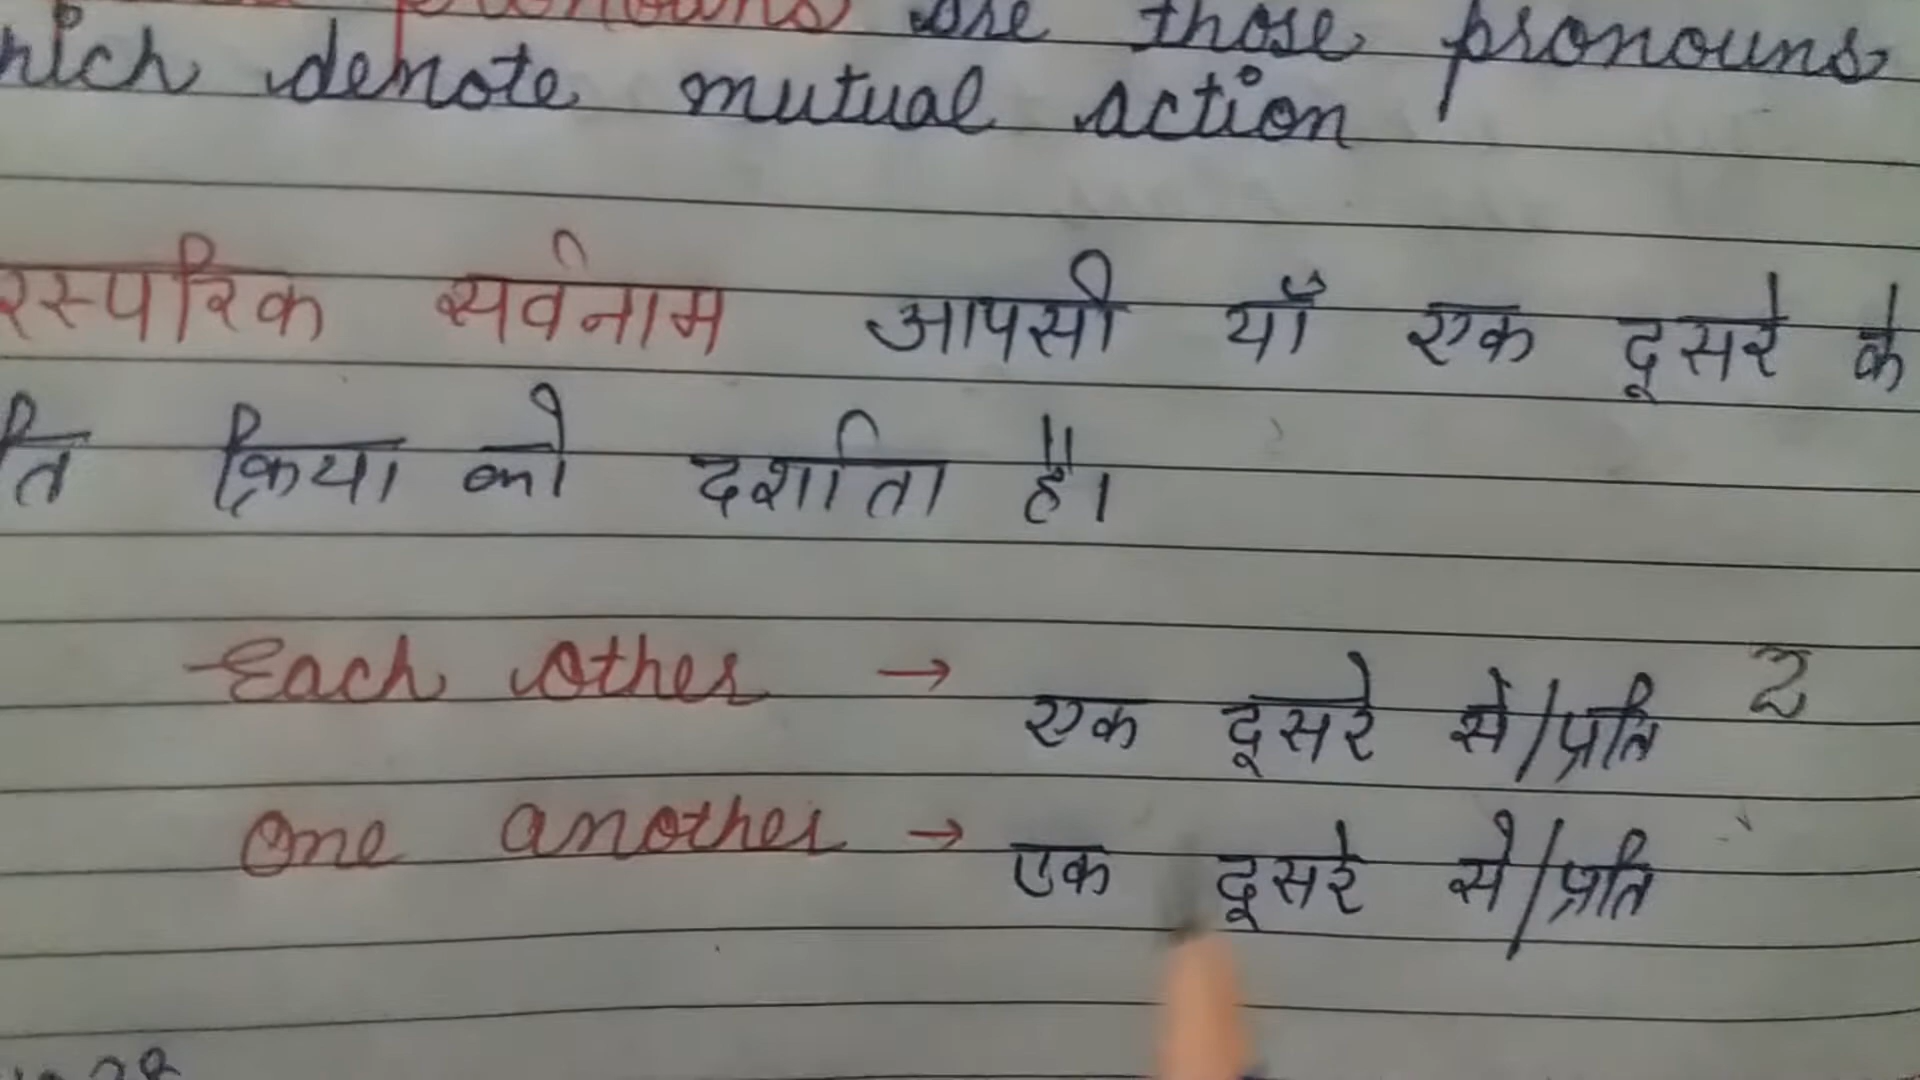 pronouns are those pronouns
which denote mutual action
रस्परिक सर्वनाम आपसी याँ एक दूसरे के
ति क्रिया को दर्शाता है।
Each other → एक दूसरे से/प्रति 2
One another → एक दूसरे से/प्रति